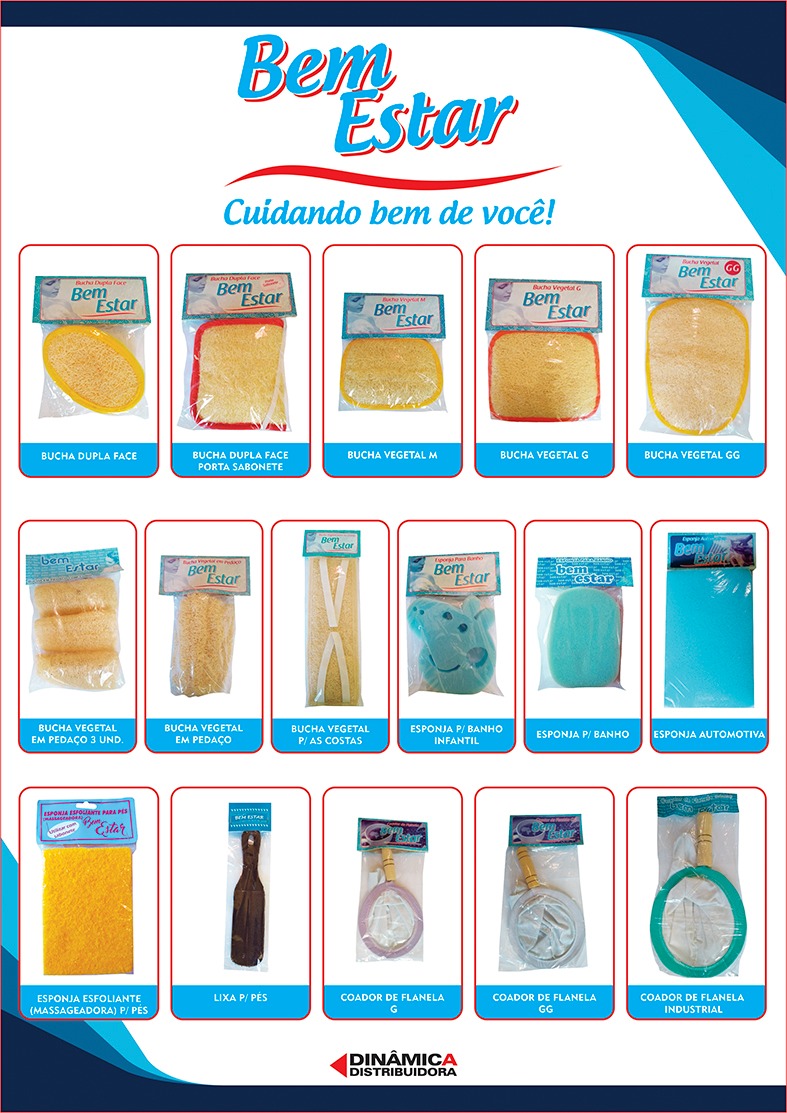 Bem
Estar
Cuidando bem de você!
Bucha Dupla Face
Bem
Estar
BUCHA DUPLA FACE
Bucha Dupla Face
Bem
Estar
BUCHA DUPLA FACE
PORTA SABONETE
Bucha Vegetal M
Bem
Estar
BUCHA VEGETAL M
Bucha Vegetal G
Bem
Estar
BUCHA VEGETAL G
Bucha Vegetal
GG
Bem
Estar
BUCHA VEGETAL GG
bem
Estar
BUCHA VEGETAL
EM PEDAÇO 3 UND.
Bucha Vegetal em Pedaço
Bem
Estar
BUCHA VEGETAL
EM PEDAÇO
Bem
Estar
BUCHA VEGETAL
P/ AS COSTAS
Esponja Para Banho
Bem
Estar
ESPONJA P/ BANHO
INFANTIL
bem
estar
ESPONJA P/ BANHO
Esponja
Bem
Estar
ESPONJA AUTOMOTIVA
ESPONJA ESFOLIANTE PARA PÉS
(MASSAGEADORA)
Utilizar com
sabonete
Bem
Estar
ESPONJA ESFOLIANTE
(MASSAGEADORA) P/ PÉS
BEM ESTAR
LIXA P/ PÉS
Bem
Estar
COADOR DE FLANELA
G
Bem
Estar
COADOR DE FLANELA
GG
Bem Estar
COADOR DE FLANELA
INDUSTRIAL
DINÂMICA
DISTRIBUIDORA